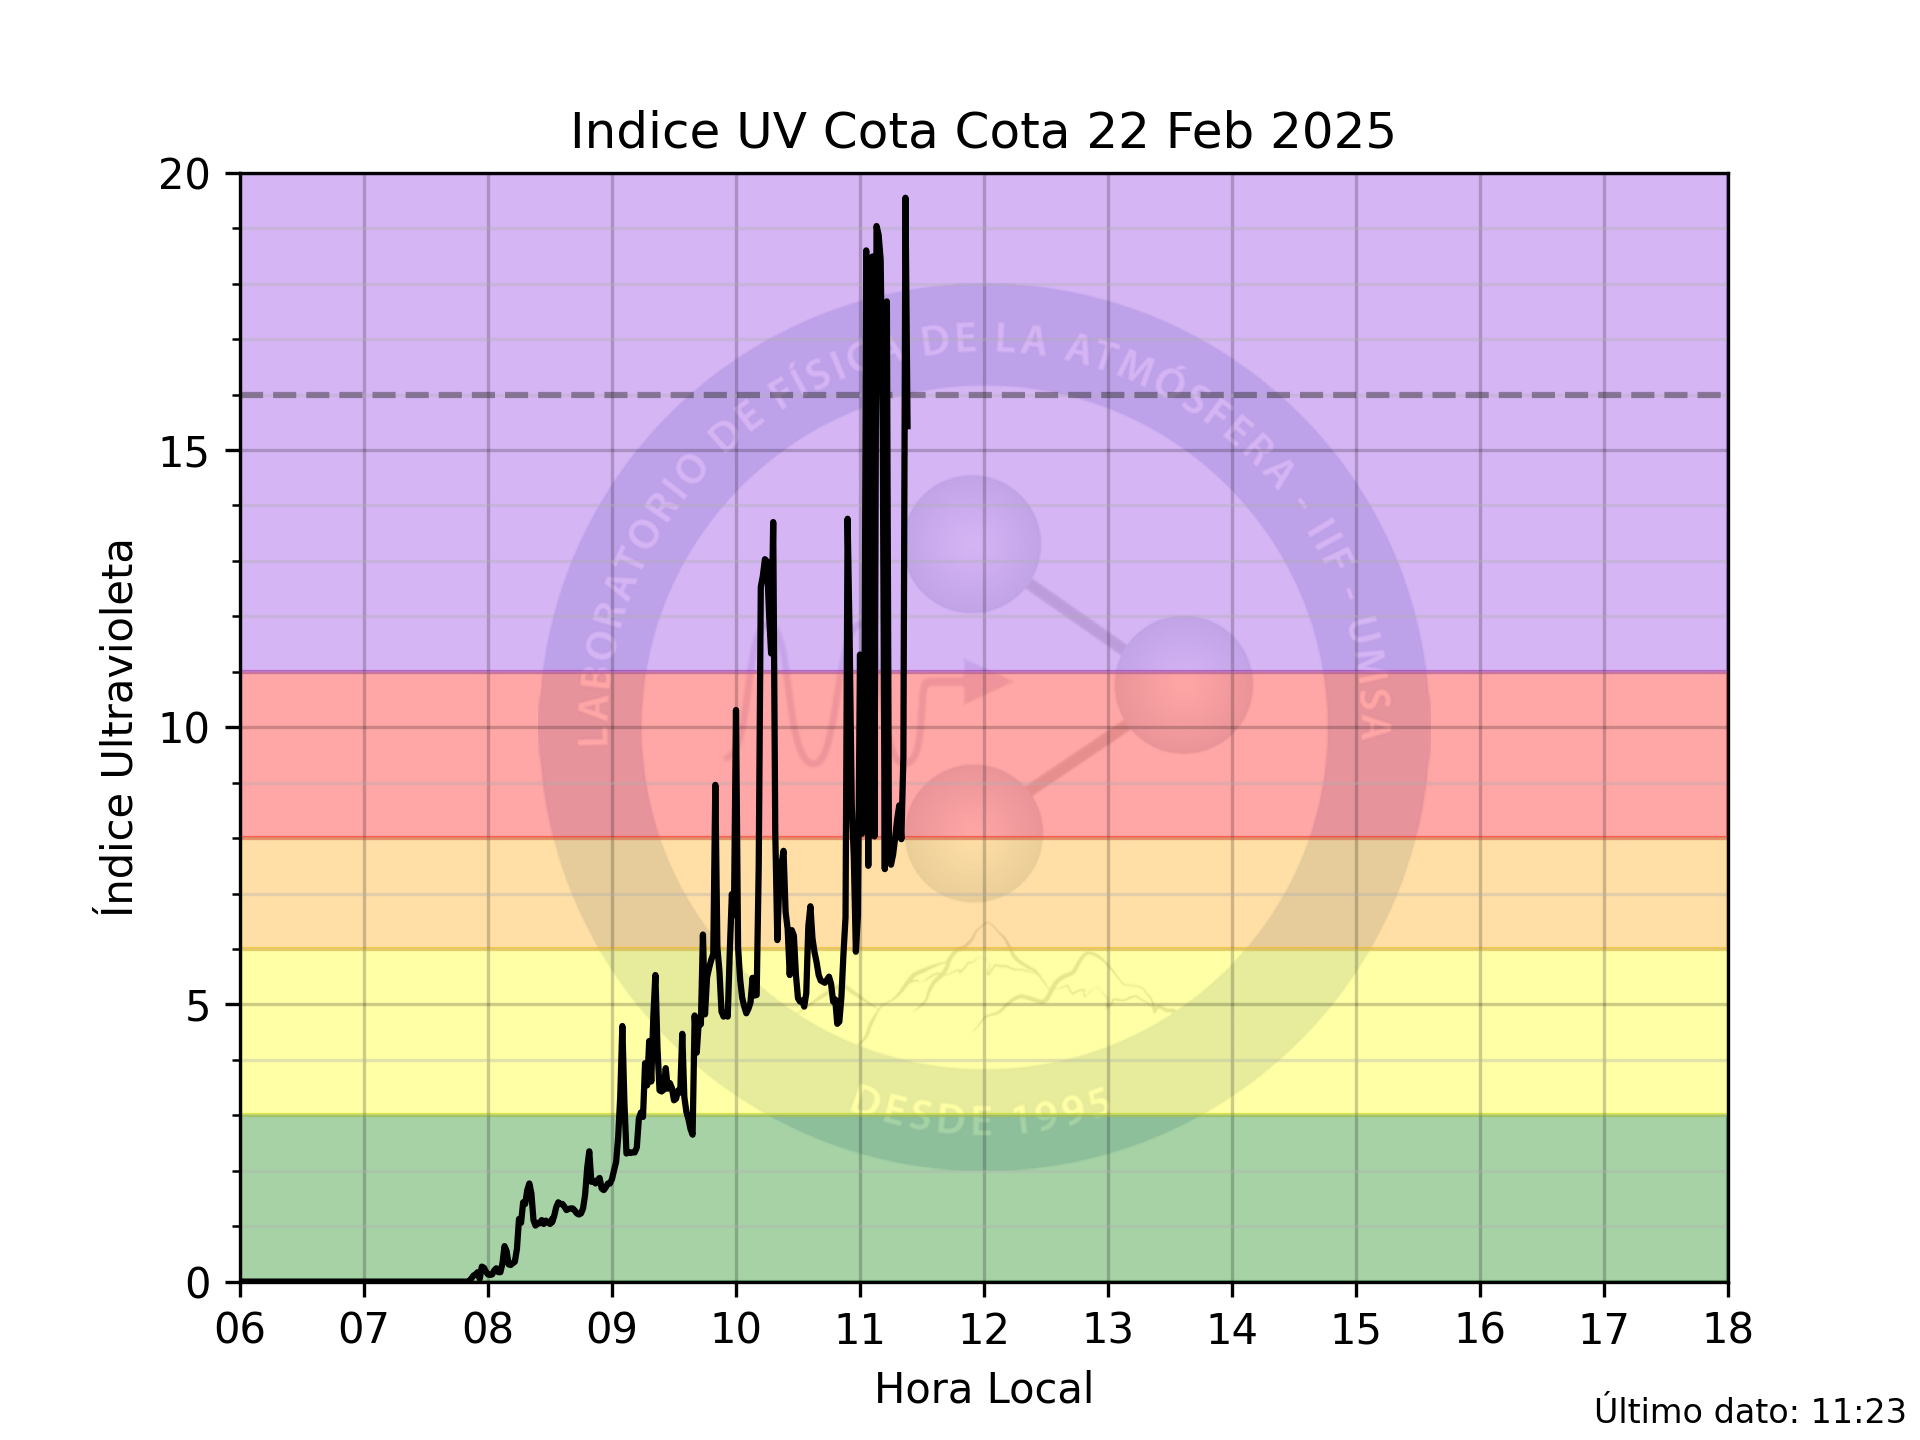 Indice UV Cota Cota 22 Feb 2025
20
15
10
5
0
Índice Ultravioleta
LABORATORIO DE FÍSICA DE LA ATMÓSFERA - IIF - UMSA
DESDE 1995
06 07 08 09 10 11 12 13 14 15 16 17 18
Hora Local
Último dato: 11:23